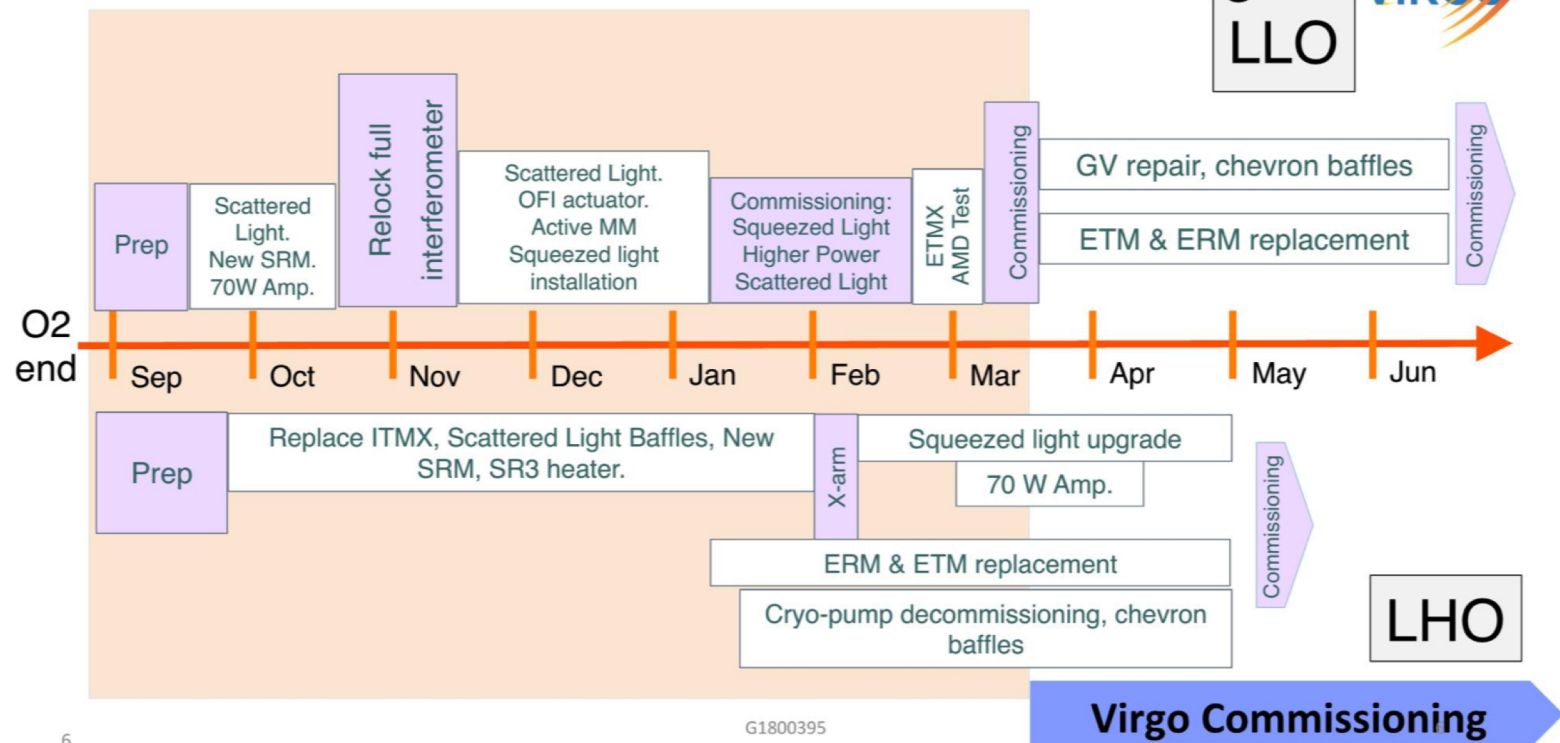 LLO
Prep
Scattered
Light.
New SRM.
70W Amp.
Relock full
interferometer
Scattered Light.
OFI actuator.
Active MM
Squeezed light
installation
Commissioning:
Squeezed Light
Higher Power
Scattered Light
ETMX
AMD Test
Commissioning
GV repair, chevron baffles
ETM & ERM replacement
Commissioning
O2
end
Sep
Oct
Nov
Dec
Jan
Feb
Mar
Apr
May
Jun
Prep
Replace ITMX, Scattered Light Baffles, New
SRM, SR3 heater.
X-arm
Squeezed light upgrade
70 W Amp.
ERM & ETM replacement
Cryo-pump decommissioning, chevron
baffles
Commissioning
LHO
Virgo Commissioning
G1800395
6